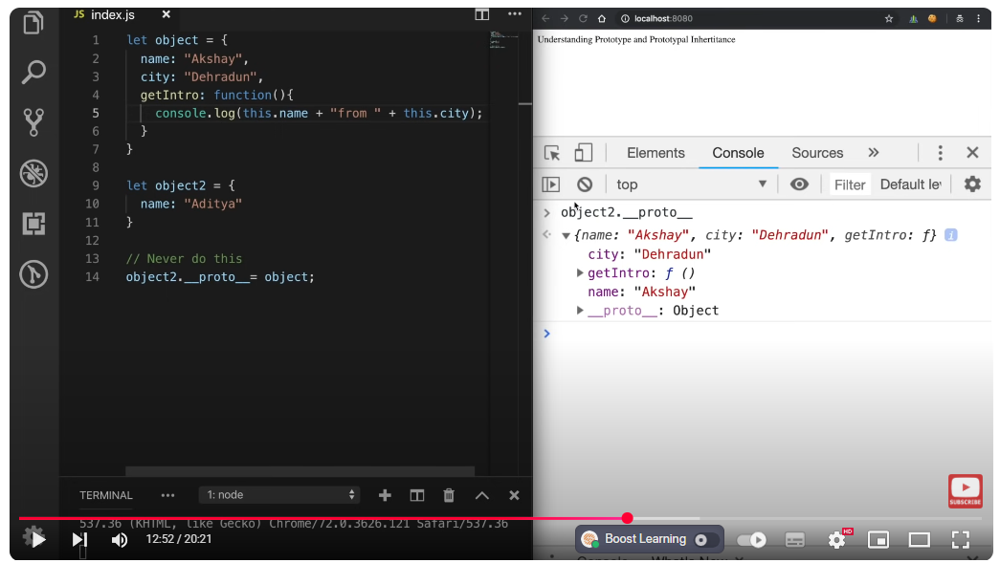 JS index.js ×
1 let object = {
2 name: "Akshay",
3 city: "Dehradun",
4 getIntro: function(){
5 console.log(this.name + "from " + this.city);
6 }
7 }
8
9 let object2 = {
10 name: "Aditya"
11 }
12
13 // Never do this
14 object2.__proto__= object;
TERMINAL ••• 1: node
537.36 (KHTML, like Gecko) Chrome/72.0.3626.121 Safari/537.36
12:52 / 20:21
localhost:8080
Understanding Prototype and Prototypal Inhertitance
Elements Console Sources »
top Filter Default le
> object2.__proto__
{name: "Akshay", city: "Dehradun", getIntro: ƒ} i
city: "Dehradun"
getIntro: ƒ ()
name: "Akshay"
__proto__: Object
>
SUBSCRIBE
Boost Learning
HD